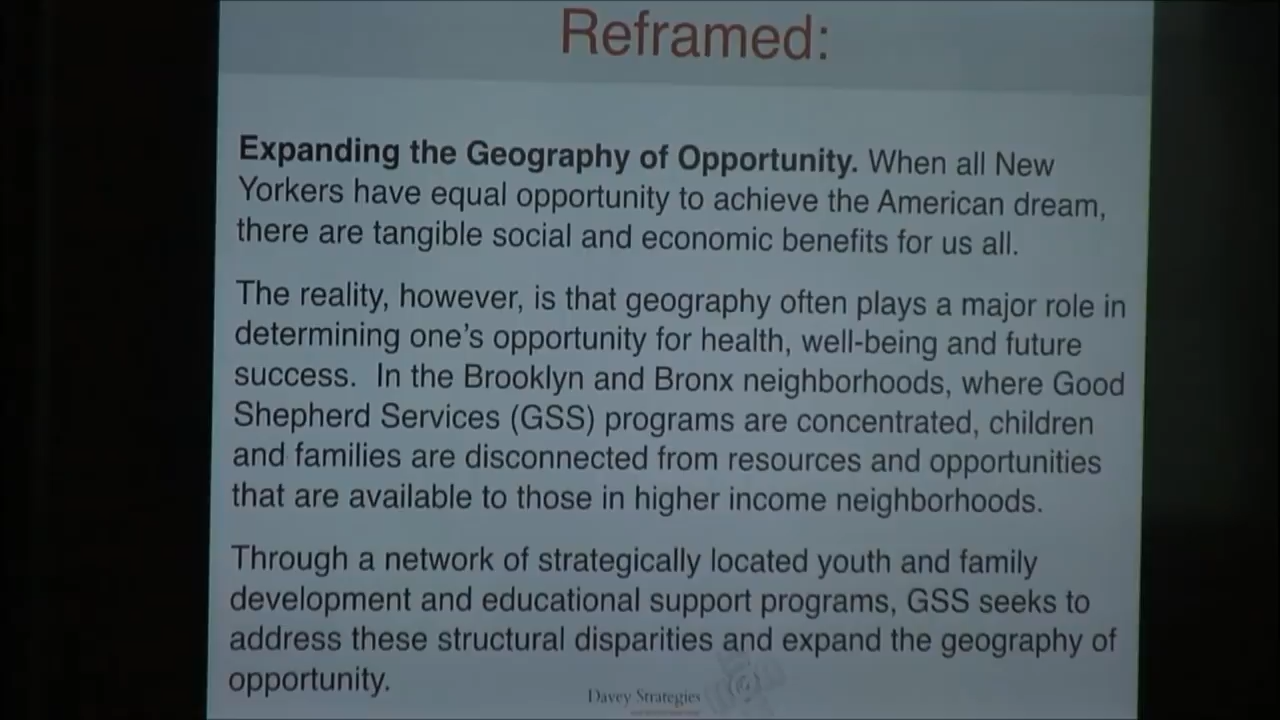 Reframed:
Expanding the Geography of Opportunity. When all New
Yorkers have equal opportunity to achieve the American dream,
there are tangible social and economic benefits for us all.
The reality, however, is that geography often plays a major role in
determining one's opportunity for health, well-being and future
success.  In the Brooklyn and Bronx neighborhoods, where Good
Shepherd Services (GSS) programs are concentrated, children
and families are disconnected from resources and opportunities
that are available to those in higher income neighborhoods.
Through a network of strategically located youth and family
development and educational support programs, GSS seeks to
address these structural disparities and expand the geography of
opportunity.
Davey Strategies